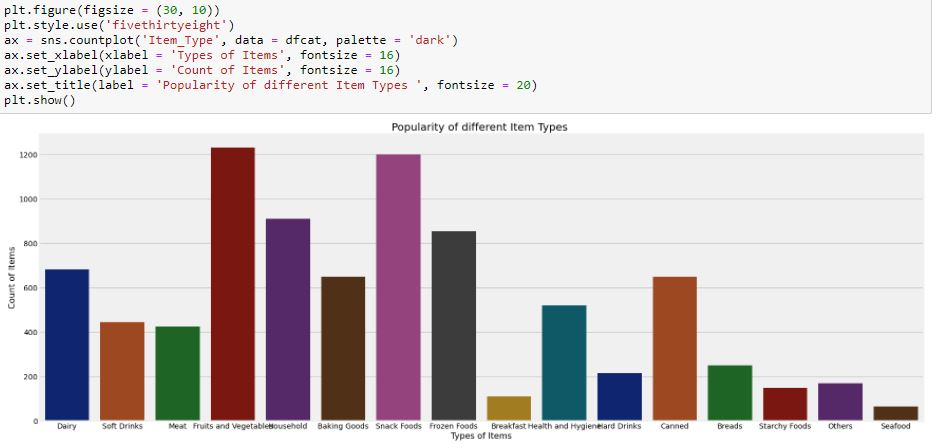 plt.figure(figsize = (30, 10))
plt.style.use('fivethirtyeight')
ax = sns.countplot('Item_Type', data = dfcat, palette = 'dark')
ax.set_xlabel(xlabel = 'Types of Items', fontsize = 16)
ax.set_ylabel(ylabel = 'Count of Items', fontsize = 16)
ax.set_title(label = 'Popularity of different Item Types ', fontsize = 20)
plt.show()
Popularity of different Item Types
1200
1000
800
600
400
200
0
Count of Items
Dairy Soft Drinks Meat Fruits and Vegetables Household Baking Goods Snack Foods Frozen Foods Breakfast Health and Hygiene Hard Drinks Canned Breads Starchy Foods Others Seafood
Types of Items